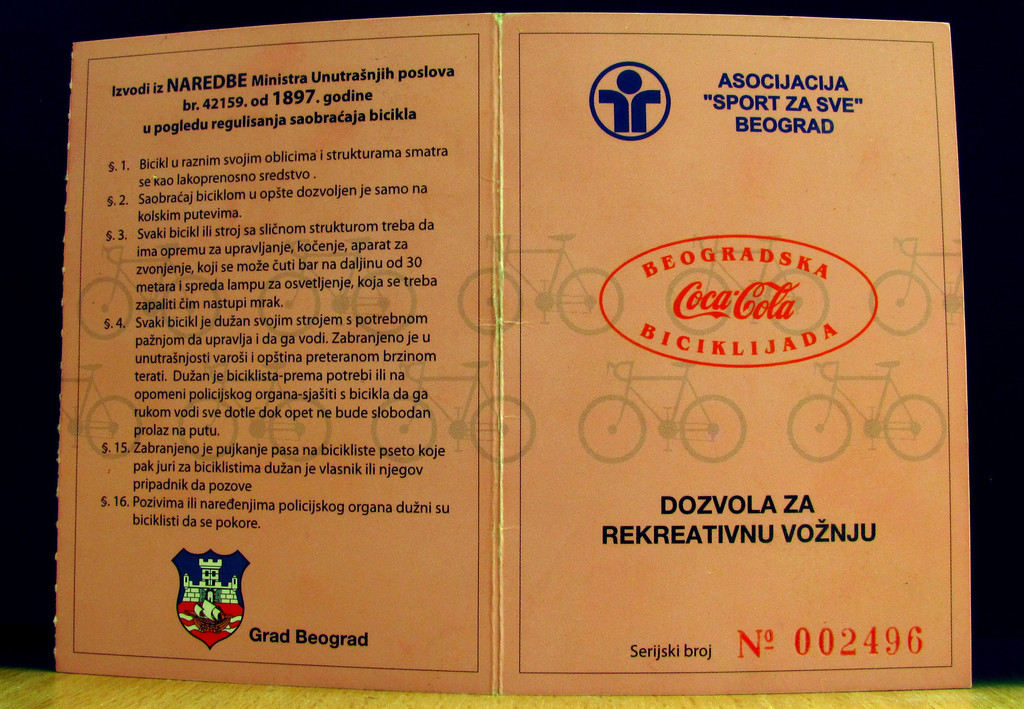 Izvodi iz NAREDBE Ministra Unutrašnjih poslova
br. 42159. od 1897. godine
u pogledu regulisanja saobraćaja bicikla
§. 1. Bicikl u raznim svojim oblicima i strukturama smatra
se kao lakoprenosno sredstvo .
§. 2. Saobraćaj biciklom u opšte dozvoljen je samo na
kolskim putevima.
§. 3. Svaki bicikl ili stroj sa sličnom strukturom treba da
ima opremu za upravljanje, kočenje, aparat za
zvonjenje, koji se može čuti bar na daljinu od 30
metara i spreda lampu za osvetljenje, koja se treba
zapaliti čim nastupi mrak.
§. 4. Svaki bicikl je dužan svojim strojem s potrebnom
pažnjom da upravlja i da ga vodi. Zabranjeno je u
unutrašnjosti varoši i opština preteranom brzinom
terati. Dužan je biciklista-prema potrebi ili na
opomeni policijskog organa-sjašiti s bicikla da ga
rukom vodi sve dotle dok opet ne bude slobodan
prolaz na putu.
§. 15. Zabranjeno je pujkanje pasa na bicikliste pseto koje
pak juri za biciklistima dužan je vlasnik ili njegov
pripadnik da pozove
§. 16. Pozivima ili naređenjima policijskog organa dužni su
biciklisti da se pokore.
Grad Beograd
ASOCIJACIJA
"SPORT ZA SVE"
BEOGRAD
BEOGRADSKA
Coca-Cola
BICIKLIJADA
DOZVOLA ZA
REKREATIVNU VOŽNJU
Serijski broj Nº 002496